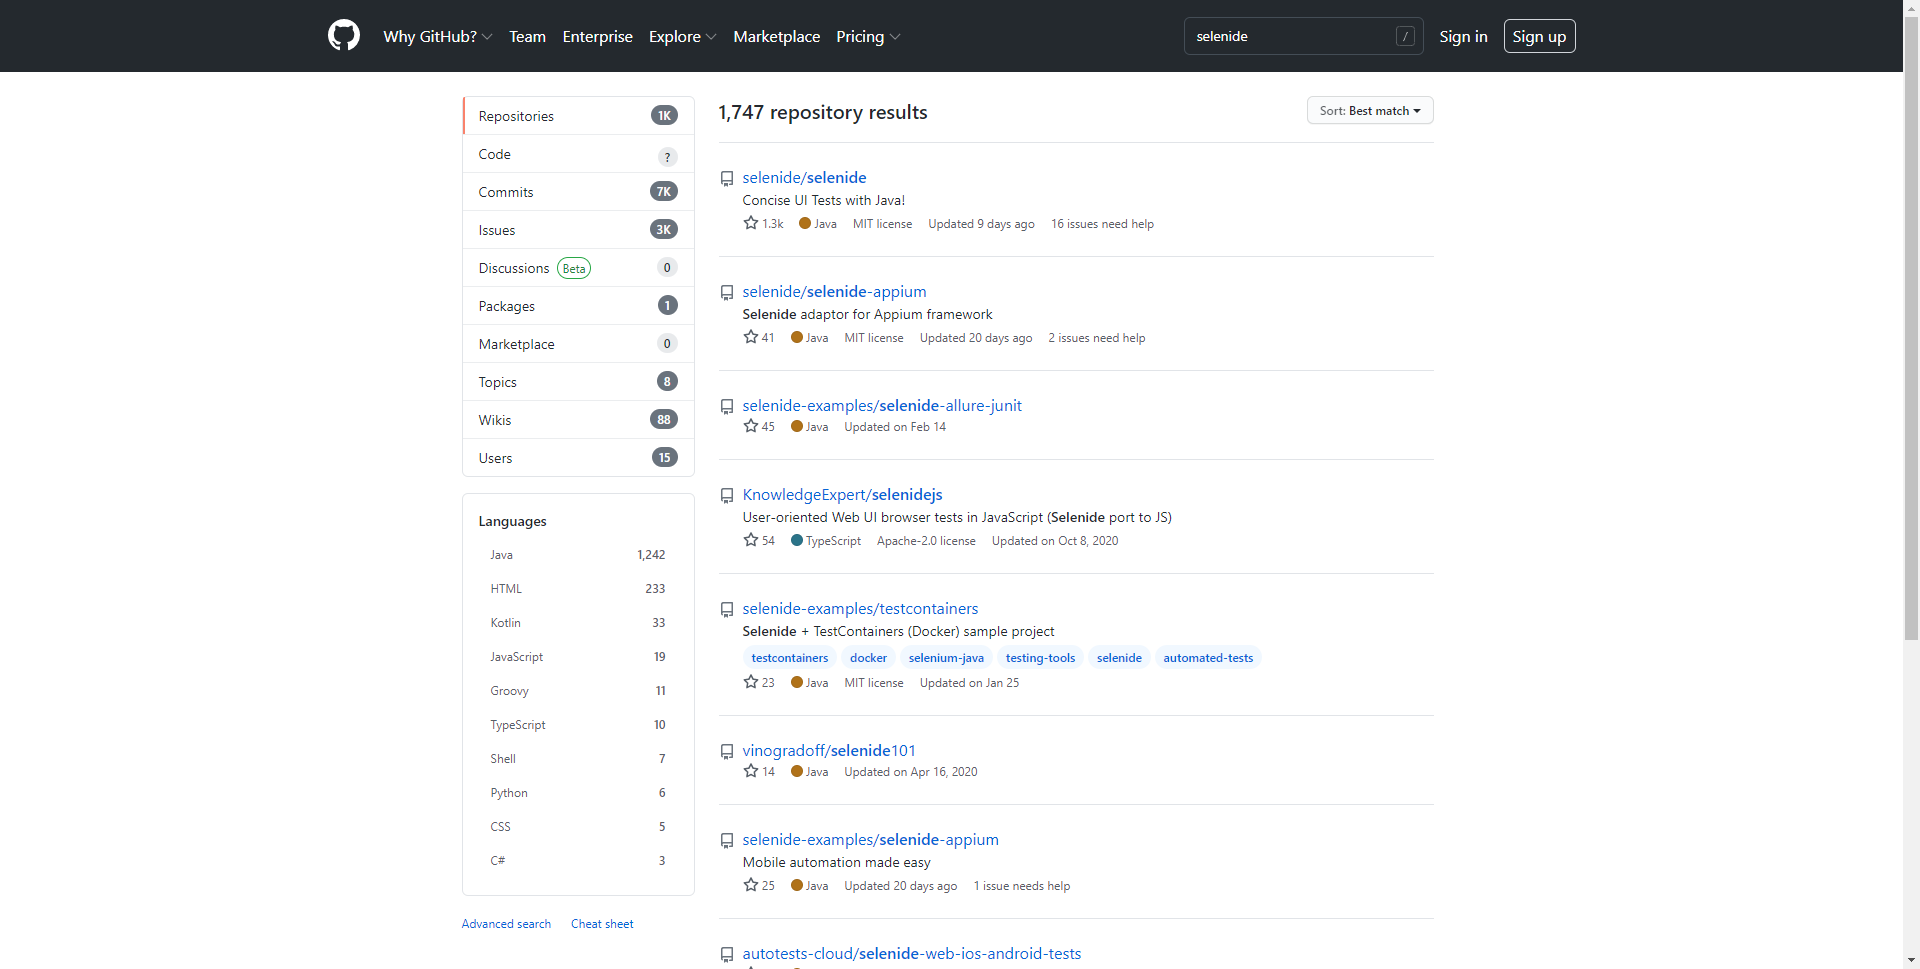 Why GitHub? Team Enterprise Explore Marketplace Pricing selenide / Sign in Sign up
Repositories 1K
Code ?
Commits 7K
Issues 3K
Discussions Beta 0
Packages 1
Marketplace 0
Topics 8
Wikis 88
Users 15
Languages
Java 1,242
HTML 233
Kotlin 33
JavaScript 19
Groovy 11
TypeScript 10
Shell 7
Python 6
CSS 5
C# 3
Advanced search Cheat sheet
1,747 repository results Sort: Best match
selenide/selenide
Concise UI Tests with Java!
1.3k Java MIT license Updated 9 days ago 16 issues need help
selenide/selenide-appium
Selenide adaptor for Appium framework
41 Java MIT license Updated 20 days ago 2 issues need help
selenide-examples/selenide-allure-junit
45 Java Updated on Feb 14
KnowledgeExpert/selenidejs
User-oriented Web UI browser tests in JavaScript (Selenide port to JS)
54 TypeScript Apache-2.0 license Updated on Oct 8, 2020
selenide-examples/testcontainers
Selenide + TestContainers (Docker) sample project
testcontainers docker selenium-java testing-tools selenide automated-tests
23 Java MIT license Updated on Jan 25
vinogradoff/selenide101
14 Java Updated on Apr 16, 2020
selenide-examples/selenide-appium
Mobile automation made easy
25 Java Updated 20 days ago 1 issue needs help
autotests-cloud/selenide-web-ios-android-tests